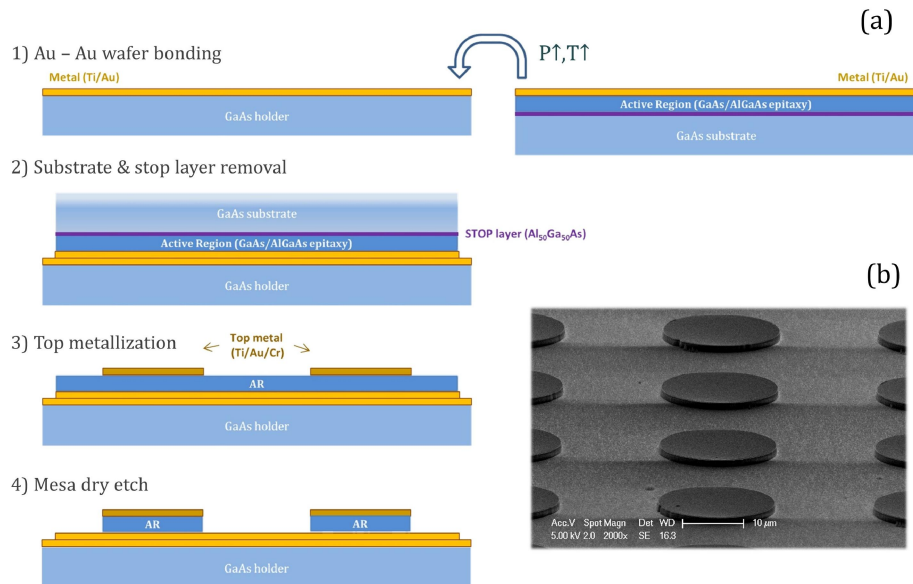 (a)
1) Au – Au wafer bonding
P↑,T↑
Metal (Ti/Au)
GaAs holder
Metal (Ti/Au)
Active Region (GaAs/AlGaAs epitaxy)
GaAs substrate
2) Substrate & stop layer removal
GaAs substrate
Active Region (GaAs/AlGaAs epitaxy)
STOP layer (Al₅₀Ga₅₀As)
GaAs holder
3) Top metallization
Top metal
(Ti/Au/Cr)
AR
GaAs holder
4) Mesa dry etch
AR
AR
GaAs holder
(b)
Acc.V Spot Magn Det WD 10 μm
5.00 kV 2.0 2000x SE 16.3